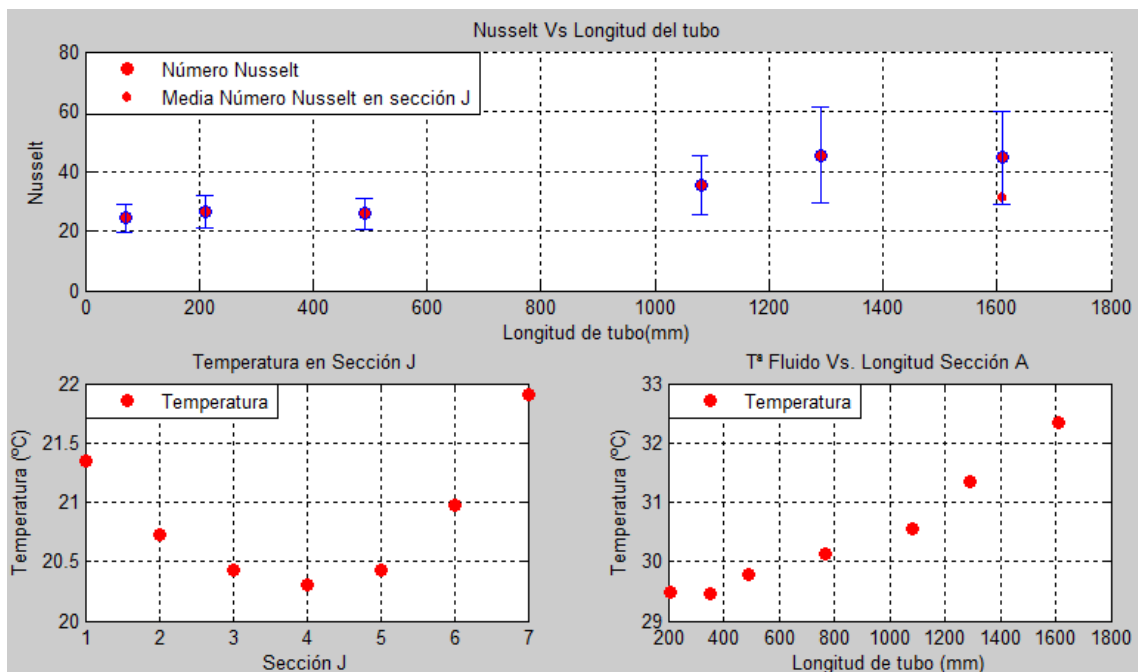 Nusselt Vs Longitud del tubo
80
60
40
20
0
Nusselt
Número Nusselt
Media Número Nusselt en sección J
0 200 400 600 800 1000 1200 1400 1600 1800
Longitud de tubo(mm)
Temperatura en Sección J
22
21.5
21
20.5
20
Temperatura (ºC)
Temperatura
1 2 3 4 5 6 7
Sección J
Tª Fluido Vs. Longitud Sección A
33
32
31
30
29
Temperatura (ºC)
Temperatura
200 400 600 800 1000 1200 1400 1600 1800
Longitud de tubo (mm)